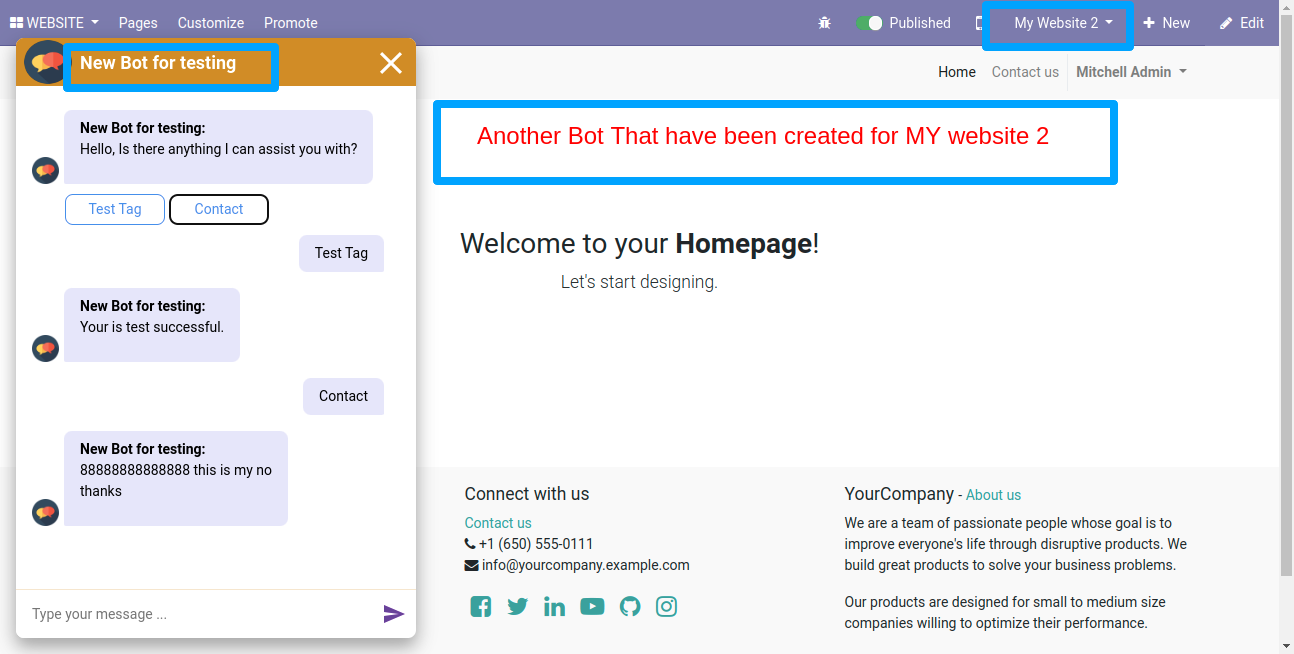 WEBSITE Pages Customize Promote Published My Website 2 New Edit
New Bot for testing
Home Contact us Mitchell Admin
Another Bot That have been created for MY website 2
New Bot for testing:
Hello, Is there anything I can assist you with?
Test Tag Contact
Test Tag
New Bot for testing:
Your is test successful.
Contact
New Bot for testing:
88888888888888 this is my no
thanks
Type your message ...
Welcome to your Homepage!
Let's start designing.
Connect with us
Contact us
+1 (650) 555-0111
info@yourcompany.example.com
YourCompany - About us
We are a team of passionate people whose goal is to
improve everyone's life through disruptive products. We
build great products to solve your business problems.
Our products are designed for small to medium size
companies willing to optimize their performance.